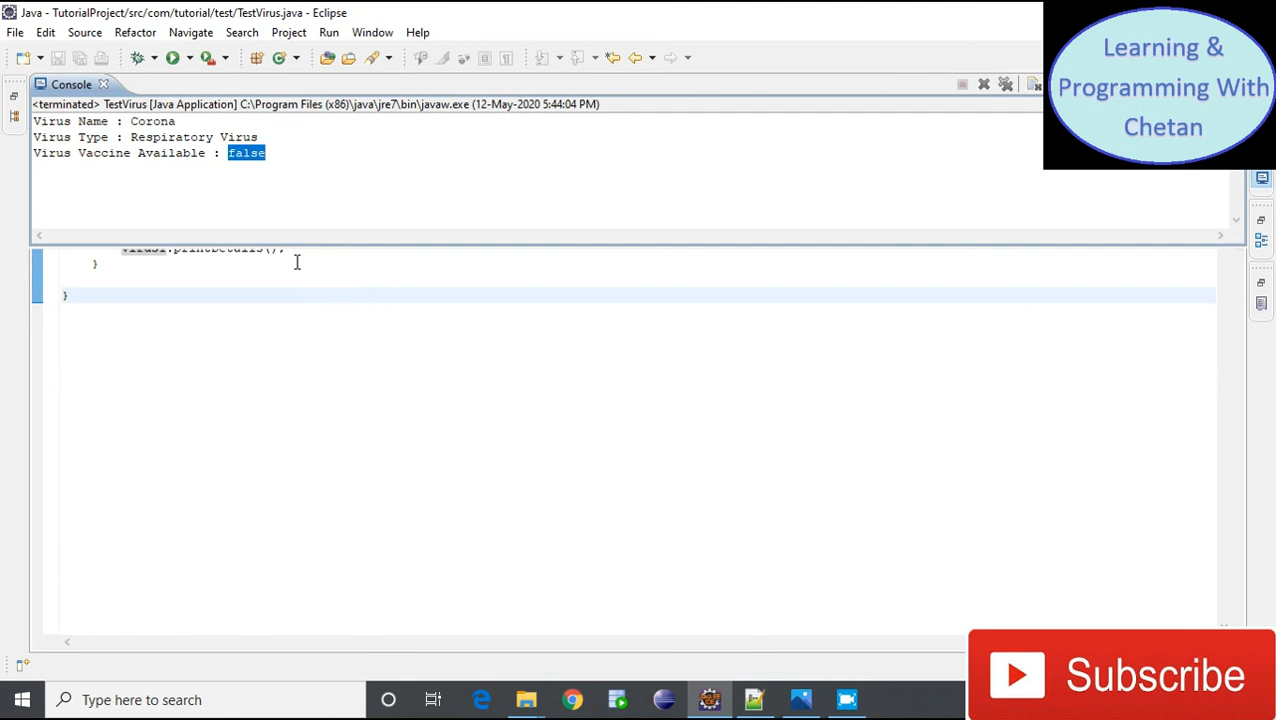 Java - TutorialProject/src/com/tutorial/test/TestVirus.java - Eclipse
File Edit Source Refactor Navigate Search Project Run Window Help
Learning &
Programming With
Chetan
Console
<terminated> TestVirus [Java Application] C:\Program Files (x86)\java\jre7\bin\javaw.exe (12-May-2020 5:44:04 PM)
Virus Name : Corona
Virus Type : Respiratory Virus
Virus Vaccine Available : false
virus1.printDetails();
}
}
Subscribe
Type here to search